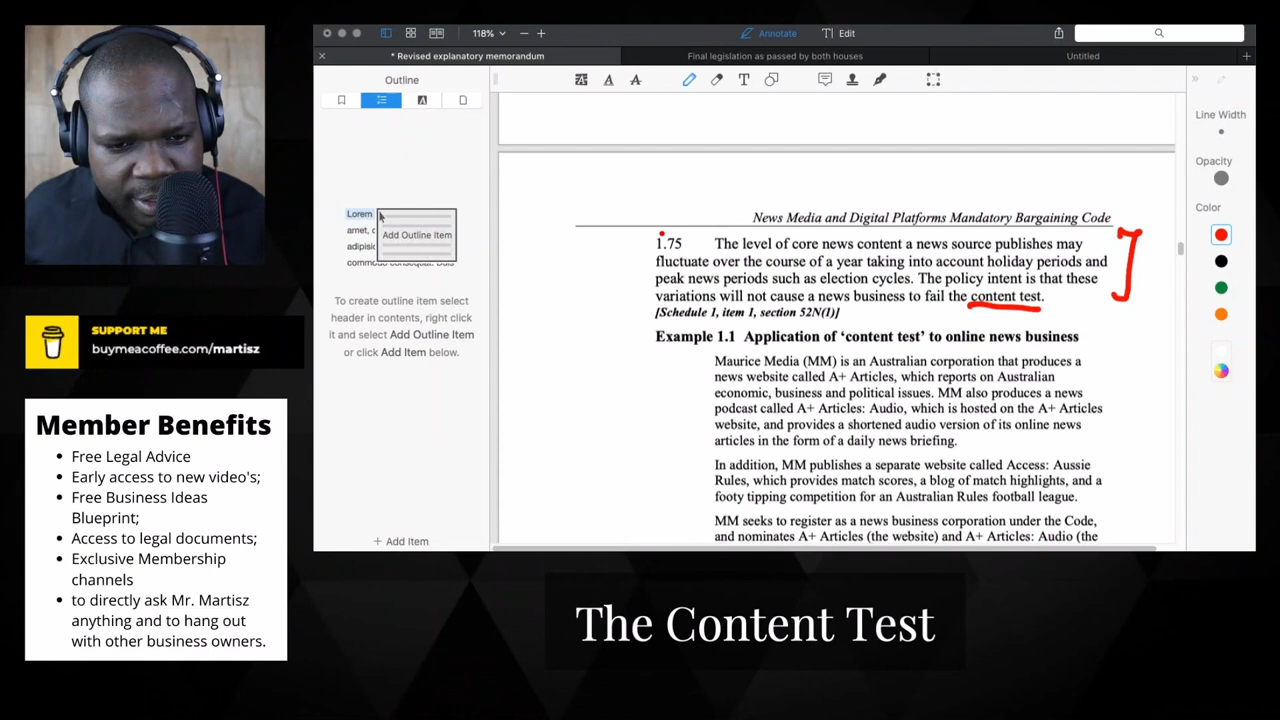 118%
Annotate
Edit
* Revised explanatory memorandum
Final legislation as passed by both houses
Untitled
Outline
Lorem
amet, c
Add Outline Item
adipisic
To create outline item select
header in contents, right click
it and select Add Outline Item
or click Add Item below.
+ Add Item
Line Width
Opacity
Color
News Media and Digital Platforms Mandatory Bargaining Code
1.75 The level of core news content a news source publishes may
fluctuate over the course of a year taking into account holiday periods and
peak news periods such as election cycles. The policy intent is that these
variations will not cause a news business to fail the content test.
[Schedule 1, item 1, section 52N(1)]
Example 1.1 Application of ‘content test’ to online news business
Maurice Media (MM) is an Australian corporation that produces a
news website called A+ Articles, which reports on Australian
economic, business and political issues. MM also produces a news
podcast called A+ Articles: Audio, which is hosted on the A+ Articles
website, and provides a shortened audio version of its online news
articles in the form of a daily news briefing.
In addition, MM publishes a separate website called Access: Aussie
Rules, which provides match scores, a blog of match highlights, and a
footy tipping competition for an Australian Rules football league.
MM seeks to register as a news business corporation under the Code,
and nominates A+ Articles (the website) and A+ Articles: Audio (the
SUPPORT ME
buymeacoffee.com/martisz
Member Benefits
• Free Legal Advice
• Early access to new video's;
• Free Business Ideas
Blueprint;
• Access to legal documents;
• Exclusive Membership
channels
• to directly ask Mr. Martisz
anything and to hang out
with other business owners.
The Content Test